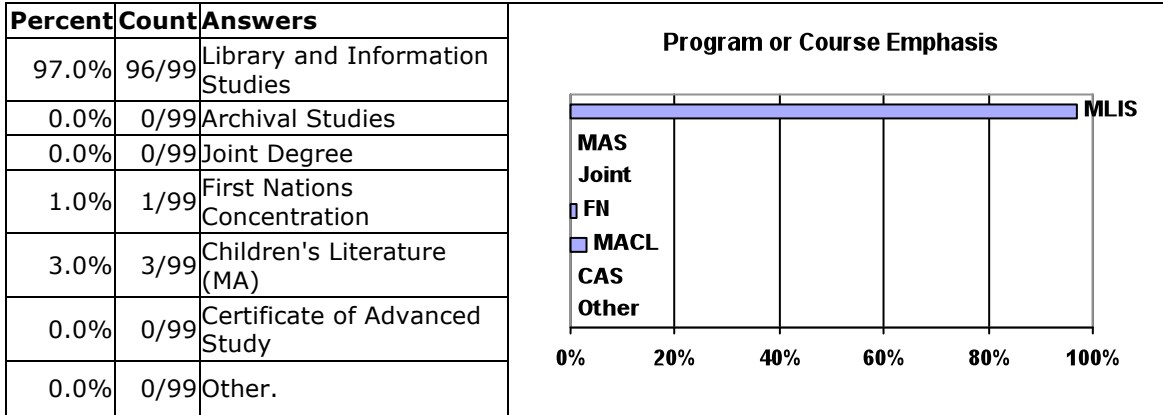 Percent Count Answers
97.0% 96/99 Library and Information
Studies
0.0% 0/99 Archival Studies
0.0% 0/99 Joint Degree
1.0% 1/99 First Nations
Concentration
3.0% 3/99 Children's Literature
(MA)
0.0% 0/99 Certificate of Advanced
Study
0.0% 0/99 Other.
Program or Course Emphasis
MLIS
MAS
Joint
FN
MACL
CAS
Other
0% 20% 40% 60% 80% 100%